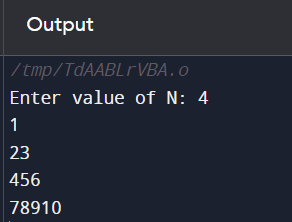 Output
/tmp/TdAABLrVBA.o
Enter value of N: 4
1
23
456
78910